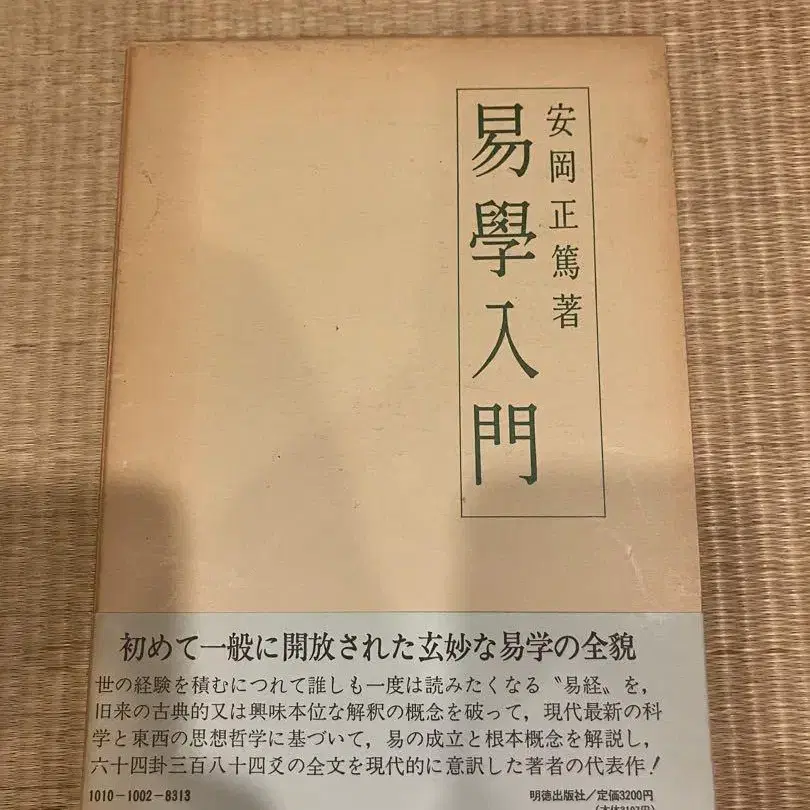 安岡正篤著
易學入門
初めて一般に開放された玄妙な易学の全貌
世の経験を積むにつれて誰しも一度は読みたくなる〝易経〟を，
旧来の古典的又は興味本位な解釈の概念を破って，現代最新の科
学と東西の思想哲学に基づいて，易の成立と根本概念を解説し，
六十四卦三百八十四爻の全文を現代的に意訳した著者の代表作！
1010-1002-8313
明徳出版社／定価3200円
(本体3107円)